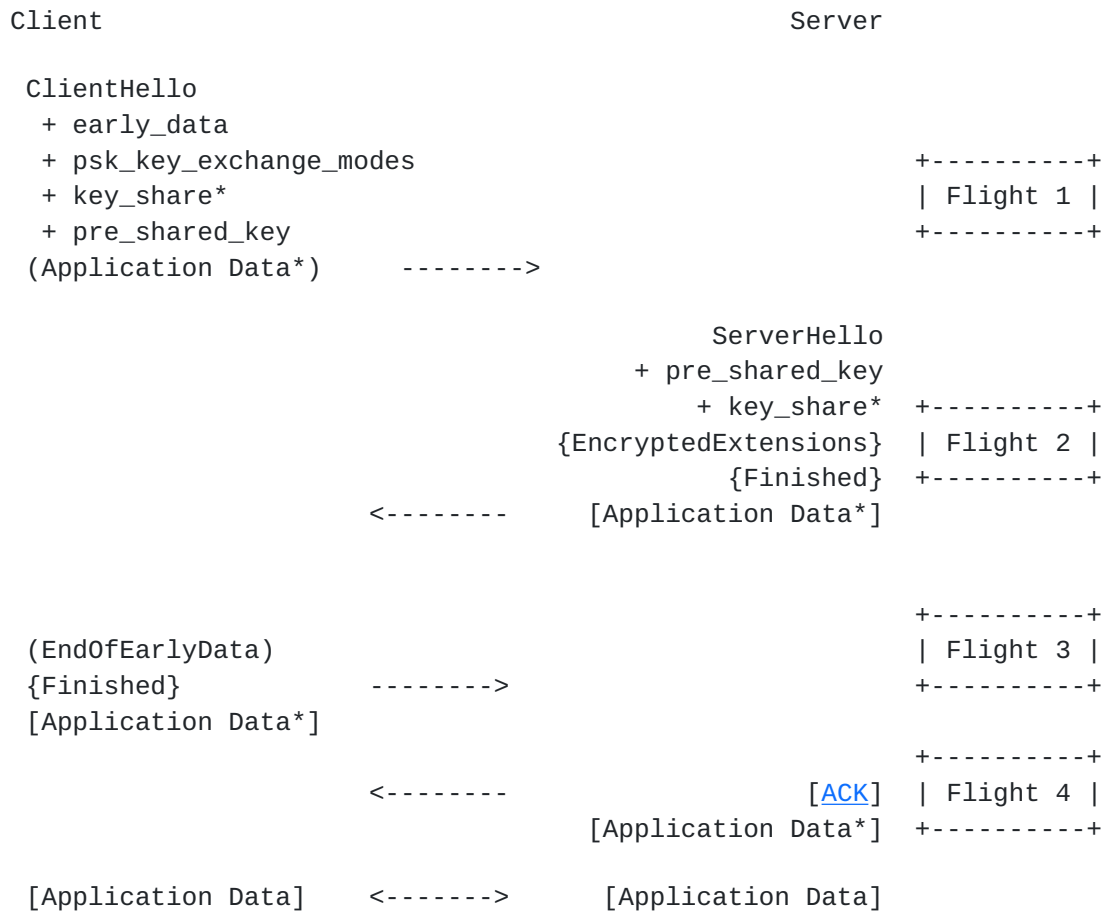 Client                                            Server

 ClientHello
  + early_data
  + psk_key_exchange_modes                                +----------+
  + key_share*                                            | Flight 1 |
  + pre_shared_key                                        +----------+
 (Application Data*)     -------->

                                             ServerHello
                                        + pre_shared_key
                                            + key_share*  +----------+
                                   {EncryptedExtensions}  | Flight 2 |
                                              {Finished}  +----------+
                       <--------     [Application Data*]


                                                          +----------+
 (EndOfEarlyData)                                         | Flight 3 |
 {Finished}            -------->                          +----------+
 [Application Data*]
                                                          +----------+
                       <--------                   [ACK]  | Flight 4 |
                                     [Application Data*]  +----------+

 [Application Data]    <------->      [Application Data]